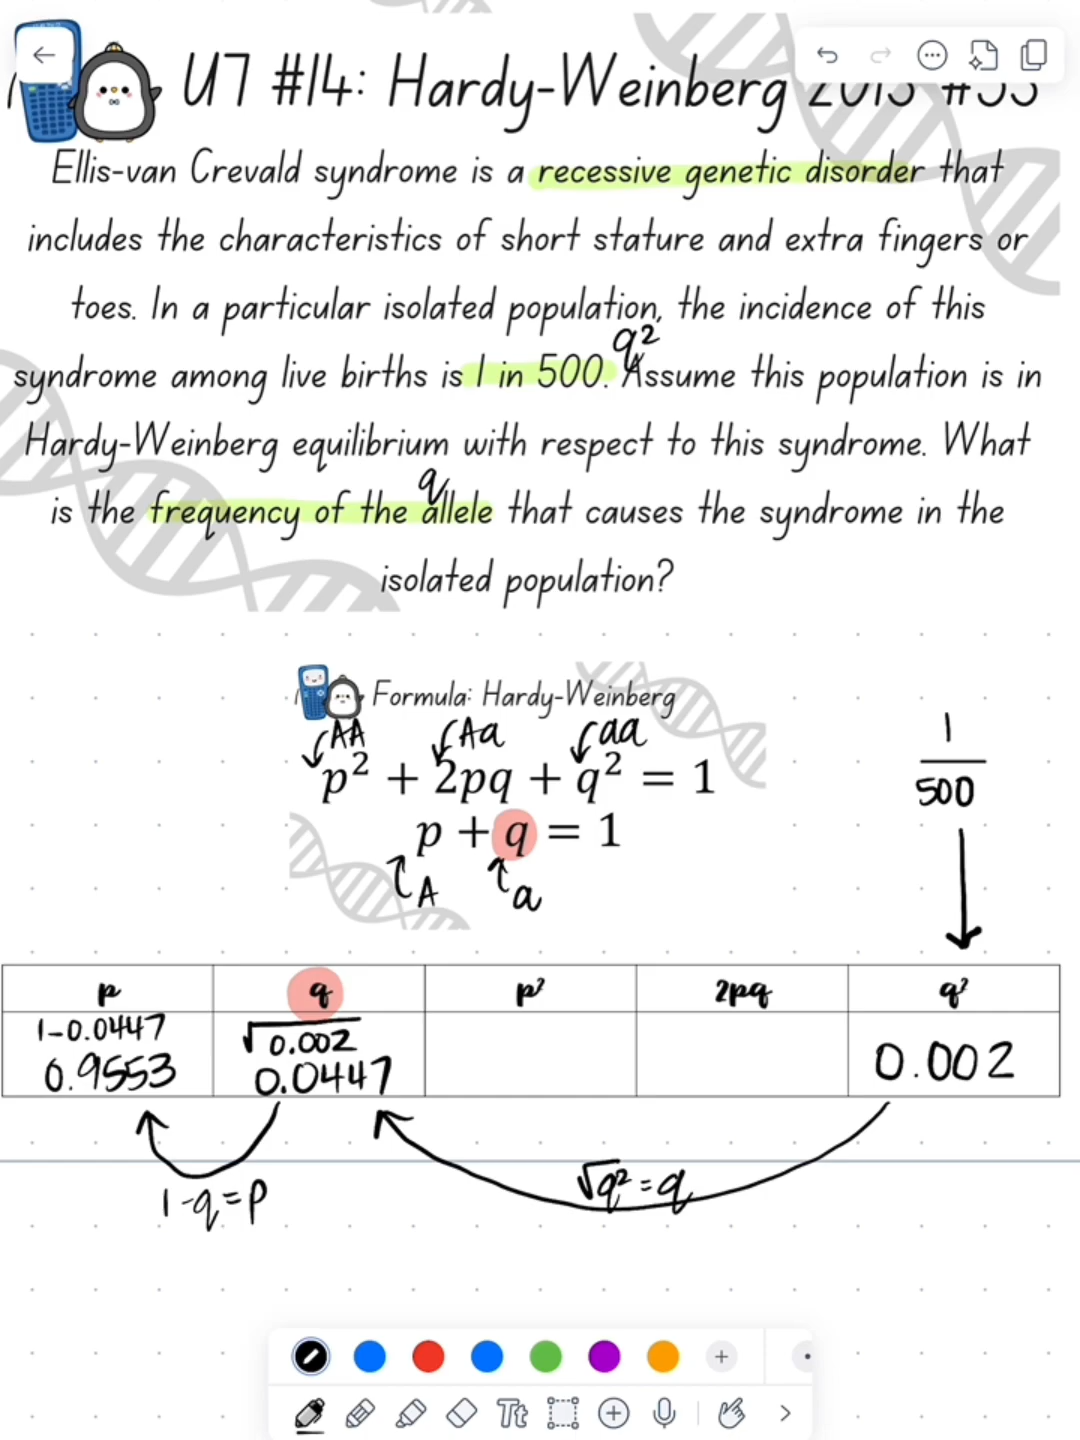 U7 #14: Hardy-Weinberg 2013 #33
Ellis-van Crevald syndrome is a recessive genetic disorder that
includes the characteristics of short stature and extra fingers or
toes. In a particular isolated population, the incidence of this
q²
syndrome among live births is 1 in 500. Assume this population is in
Hardy-Weinberg equilibrium with respect to this syndrome. What
q
is the frequency of the allele that causes the syndrome in the
isolated population?
Formula: Hardy-Weinberg
AA Aa aa
p² + 2pq + q² = 1
p + q = 1
A a
1
500
p q p² 2pq q²
1-0.0447 √0.002
0.9553 0.0447 0.002
1-q=p √q²=q
Tt